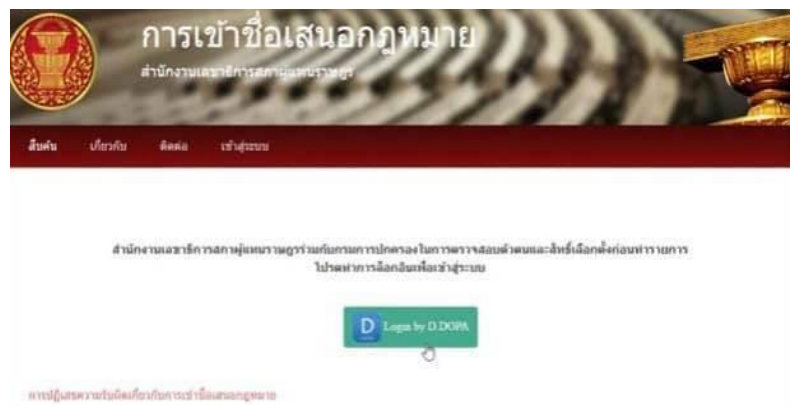 การเข้าชื่อเสนอกฎหมาย
สำนักงานเลขาธิการสภาผู้แทนราษฎร
สืบค้น เกี่ยวกับ ติดต่อ เข้าสู่ระบบ
สำนักงานเลขาธิการสภาผู้แทนราษฎรร่วมกับกรมการปกครองในการตรวจสอบตัวตนและสิทธิ์เลือกตั้งก่อนทำรายการ
โปรดทำการล็อกอินเพื่อเข้าสู่ระบบ
D Login by D.DOPA
การปฏิเสธความรับผิดเกี่ยวกับการเข้าชื่อเสนอกฎหมาย